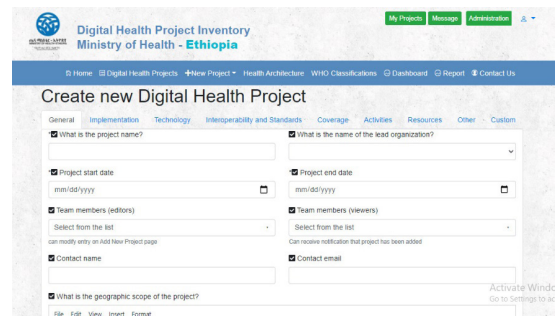 My Projects Message Administration
Digital Health Project Inventory
Ministry of Health - Ethiopia
Home Digital Health Projects +New Project Health Architecture WHO Classifications Dashboard Report Contact Us
Create new Digital Health Project
General Implementation Technology Interoperability and Standards Coverage Activities Resources Other Custom
* What is the project name? What is the name of the lead organization?
* Project start date * Project end date
mm/dd/yyyy mm/dd/yyyy
Team members (editors) Team members (viewers)
Select from the list Select from the list
can modify entry on Add New Project page Can receive notification that project has been added
Contact name Contact email
What is the geographic scope of the project?
Activate Windo
Go to Settings to ac
File Edit View Insert Format